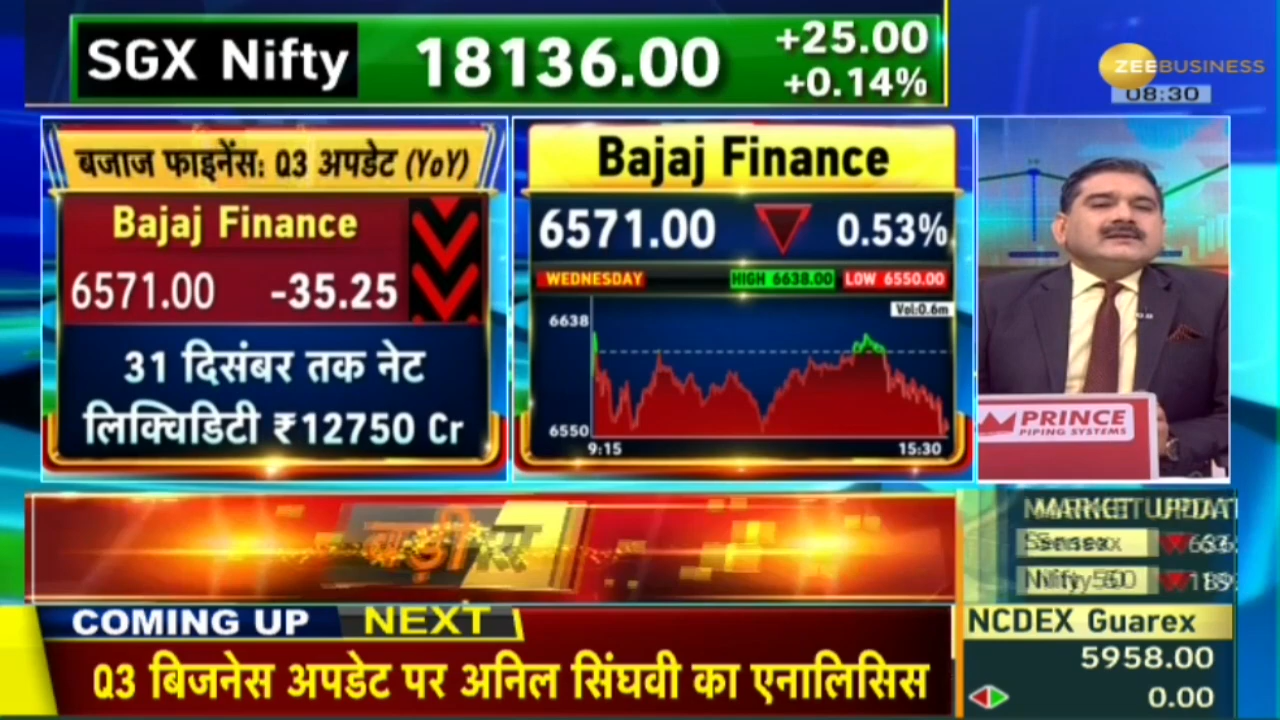 SGX Nifty 18136.00 +25.00
+0.14%
ZEEBUSINESS
08:30
बजाज फाइनेंस: Q3 अपडेट (YoY)
Bajaj Finance
6571.00 -35.25
31 दिसंबर तक नेट
लिक्विडिटी ₹12750 Cr
Bajaj Finance
6571.00 0.53%
WEDNESDAY HIGH 6638.00 LOW 6550.00
Vol:0.6m
6638
6550
9:15 15:30
PRINCE
PIPING SYSTEMS
MARKET UPDAT
Sensex
COMING UP NEXT
Q3 बिजनेस अपडेट पर अनिल सिंघवी का एनालिसिस
NCDEX Guarex
5958.00
0.00